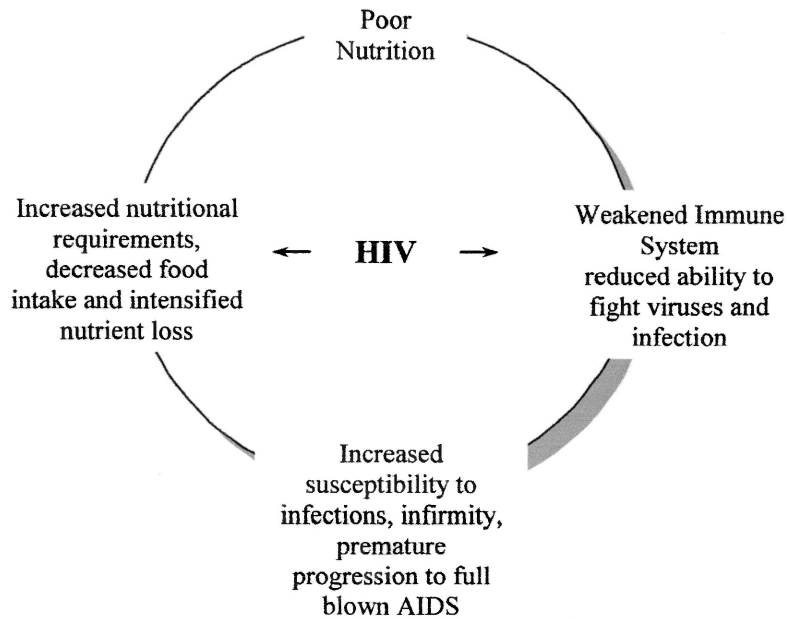 Poor
Nutrition
Increased nutritional
requirements,
decreased food
intake and intensified
nutrient loss
HIV
Weakened Immune
System
reduced ability to
fight viruses and
infection
Increased
susceptibility to
infections, infirmity,
premature
progression to full
blown AIDS